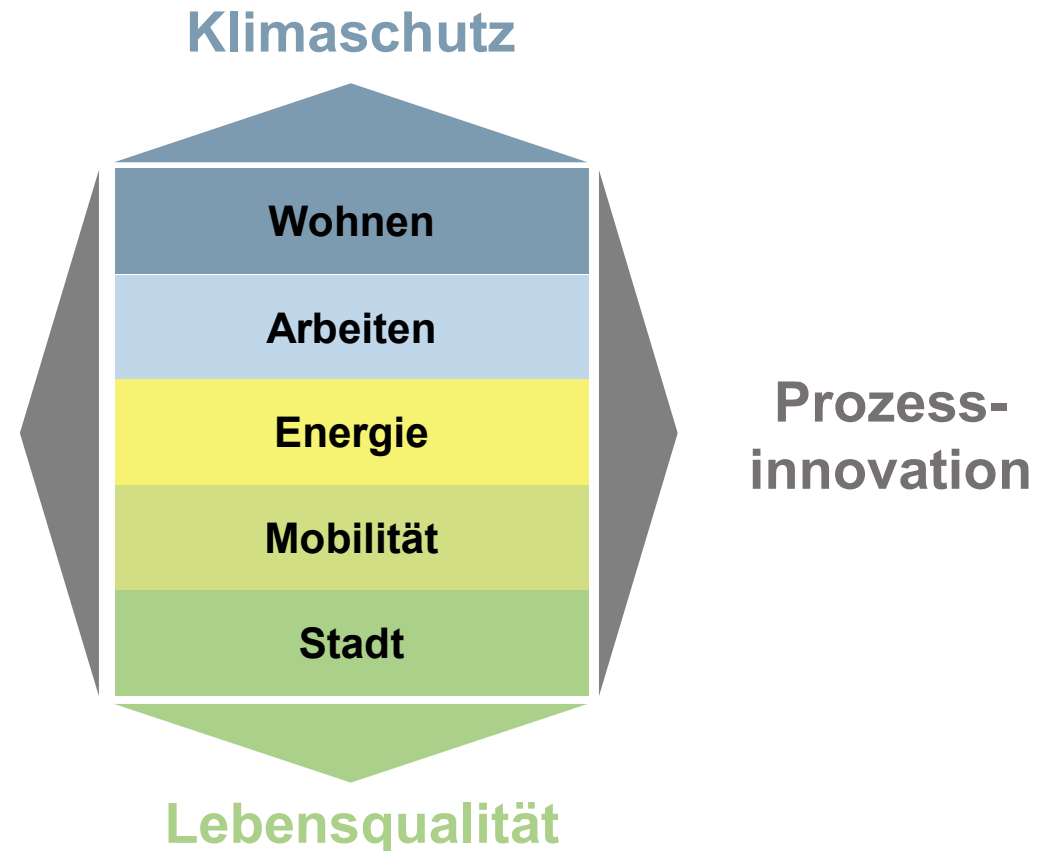 Klimaschutz
Wohnen
Arbeiten
Energie
Mobilität
Stadt
Prozess-
innovation
Lebensqualität